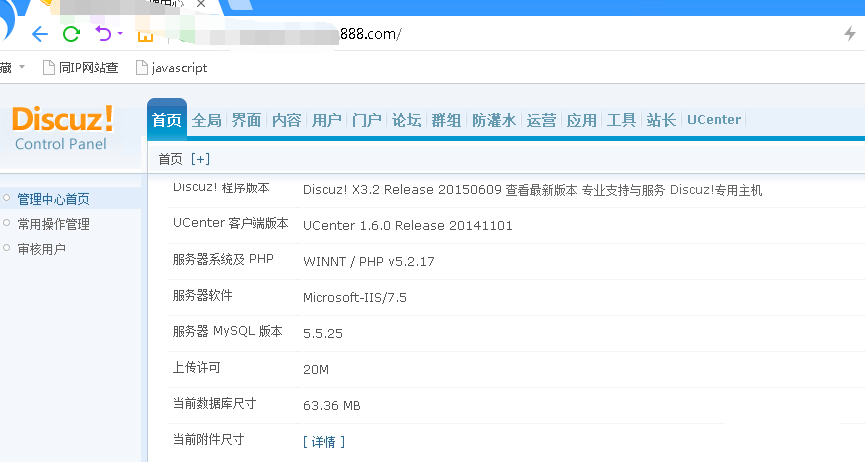 888.com/
藏 同IP网站查 javascript
Discuz!
Control Panel
首页 全局 界面 内容 用户 门户 论坛 群组 防灌水 运营 应用 工具 站长 UCenter
首页 [+]
管理中心首页
常用操作管理
审核用户
Discuz! 程序版本 Discuz! X3.2 Release 20150609 查看最新版本 专业支持与服务 Discuz!专用主机
UCenter 客户端版本 UCenter 1.6.0 Release 20141101
服务器系统及 PHP WINNT / PHP v5.2.17
服务器软件 Microsoft-IIS/7.5
服务器 MySQL 版本 5.5.25
上传许可 20M
当前数据库尺寸 63.36 MB
当前附件尺寸 [ 详情 ]